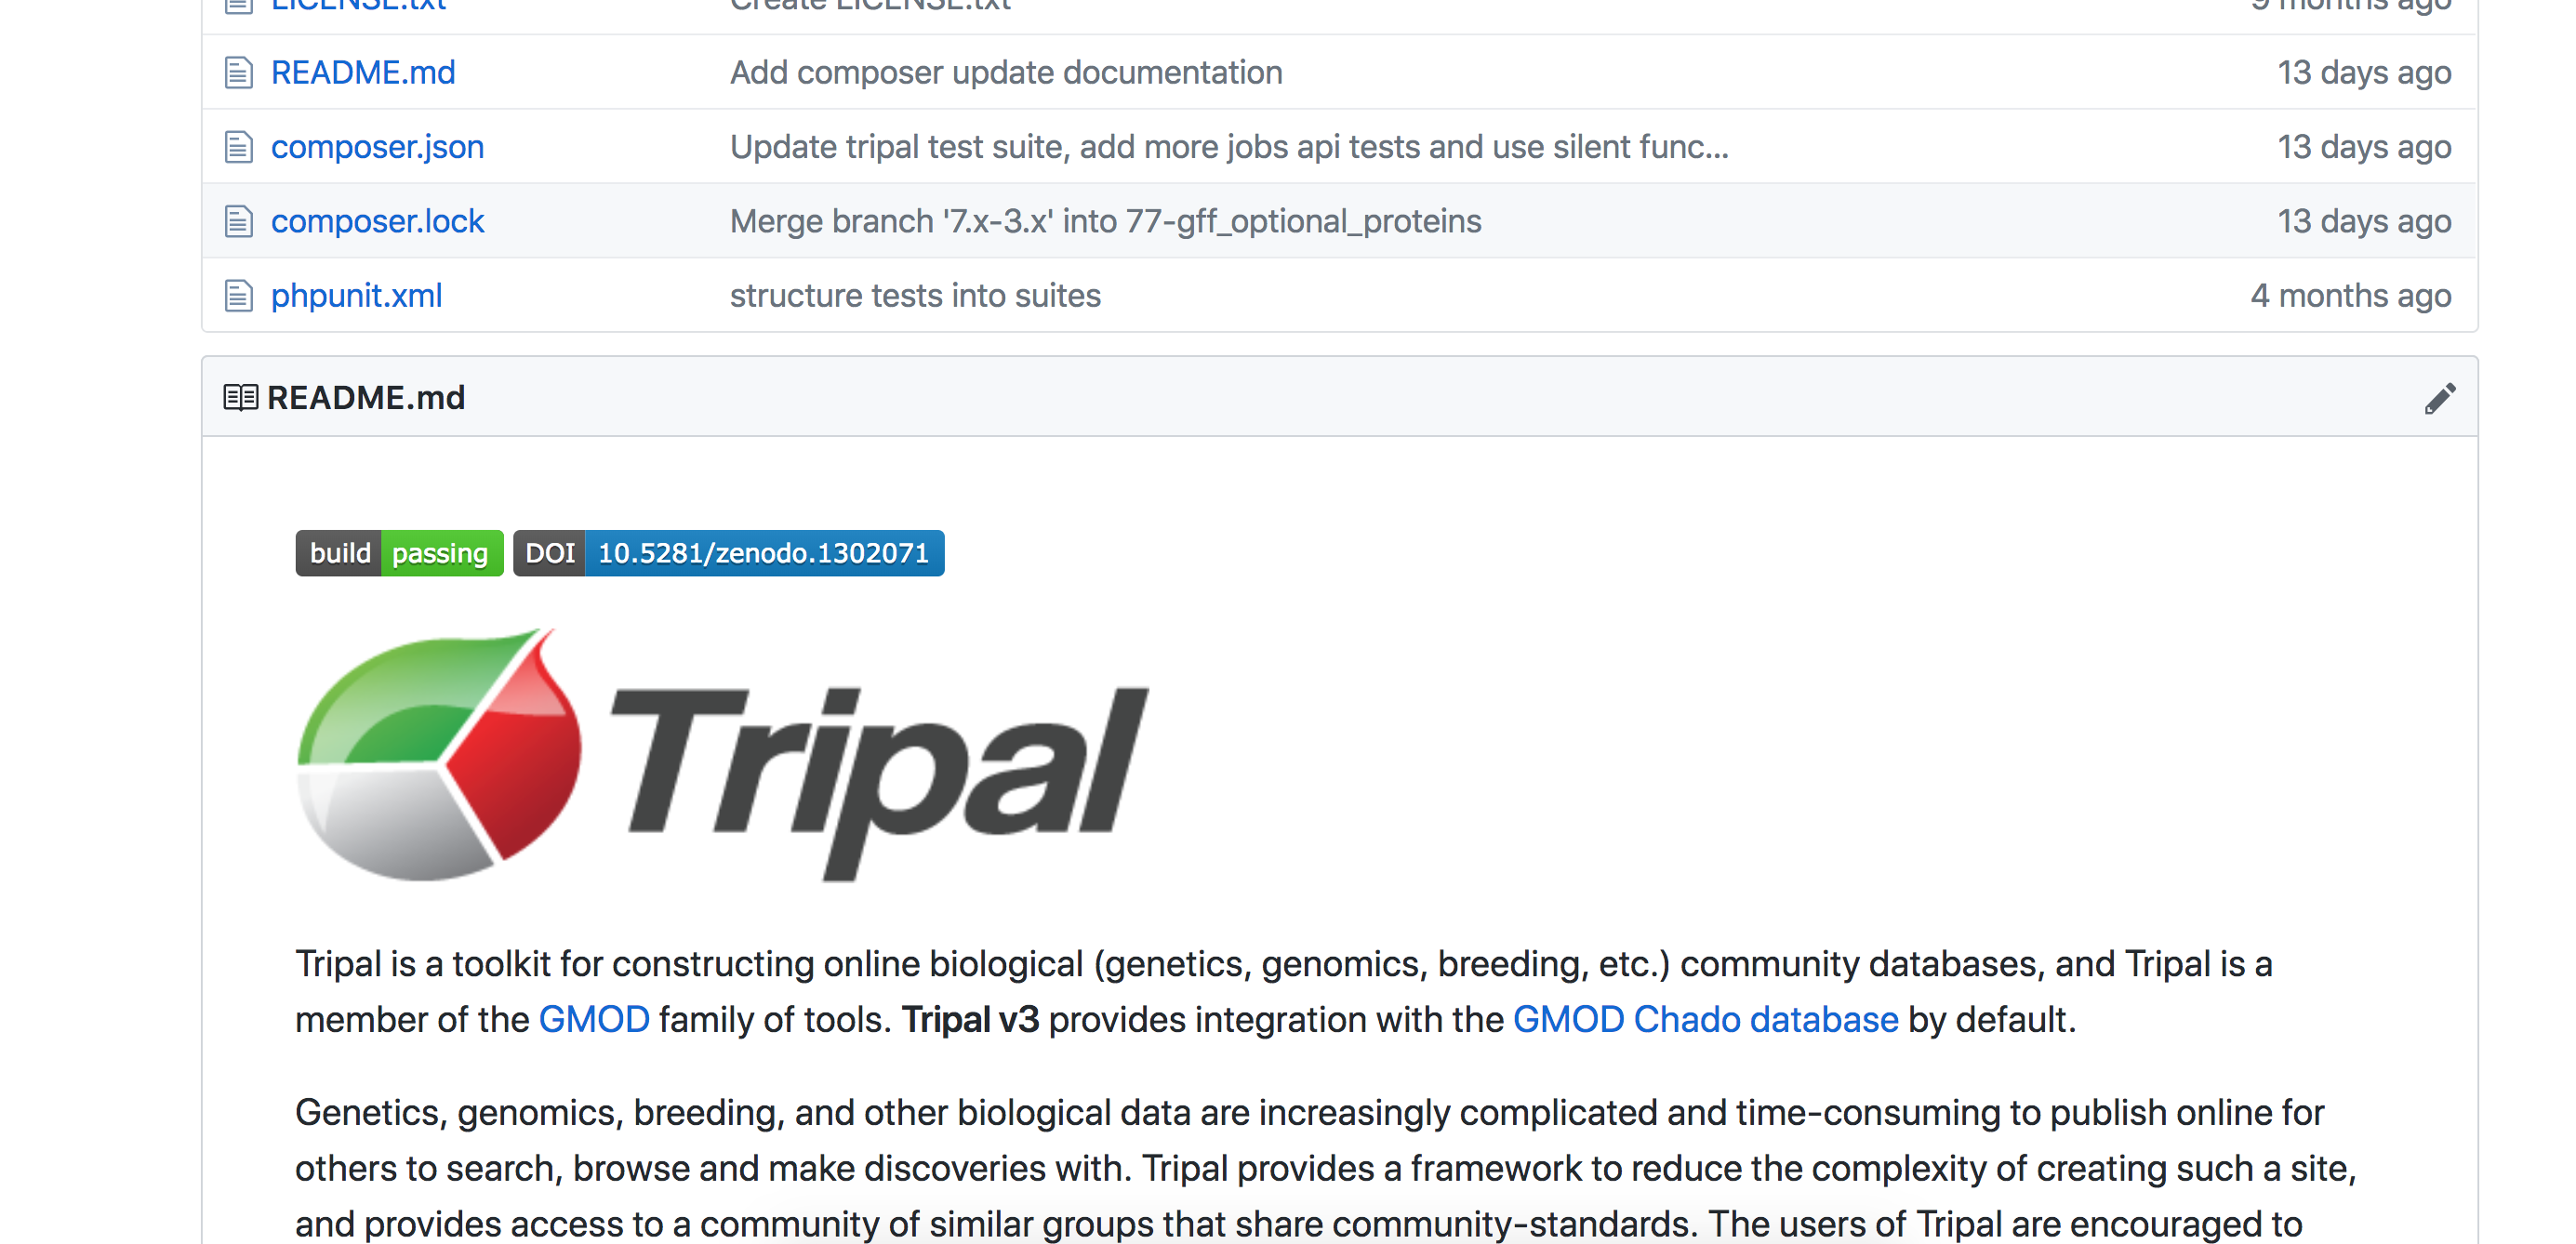 LICENSE.txt Create LICENSE.txt 9 months ago
README.md Add composer update documentation 13 days ago
composer.json Update tripal test suite, add more jobs api tests and use silent func... 13 days ago
composer.lock Merge branch '7.x-3.x' into 77-gff_optional_proteins 13 days ago
phpunit.xml structure tests into suites 4 months ago
README.md
build passing DOI 10.5281/zenodo.1302071
Tripal
Tripal is a toolkit for constructing online biological (genetics, genomics, breeding, etc.) community databases, and Tripal is a
member of the GMOD family of tools. Tripal v3 provides integration with the GMOD Chado database by default.
Genetics, genomics, breeding, and other biological data are increasingly complicated and time-consuming to publish online for
others to search, browse and make discoveries with. Tripal provides a framework to reduce the complexity of creating such a site,
and provides access to a community of similar groups that share community-standards. The users of Tripal are encouraged to